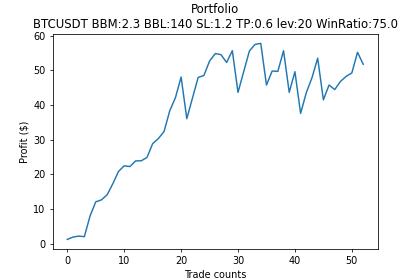 Portfolio
BTCUSDT BBM:2.3 BBL:140 SL:1.2 TP:0.6 lev:20 WinRatio:75.0
60
50
40
30
20
10
0
Profit ($)
0 10 20 30 40 50
Trade counts